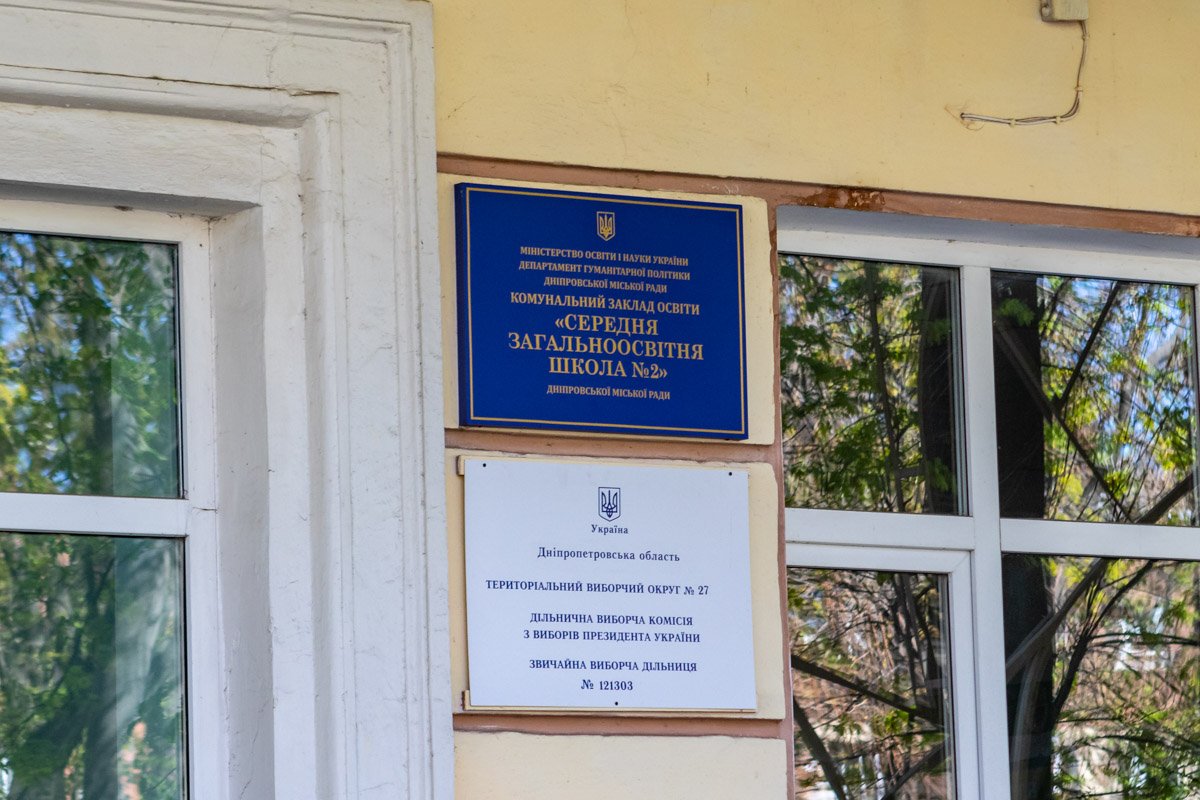 МІНІСТЕРСТВО ОСВІТИ І НАУКИ УКРАЇНИ
ДЕПАРТАМЕНТ ГУМАНІТАРНОЇ ПОЛІТИКИ
ДНІПРОВСЬКОЇ МІСЬКОЇ РАДИ
КОМУНАЛЬНИЙ ЗАКЛАД ОСВІТИ
«СЕРЕДНЯ
ЗАГАЛЬНООСВІТНЯ
ШКОЛА №2»
ДНІПРОВСЬКОЇ МІСЬКОЇ РАДИ
Україна
Дніпропетровська область
ТЕРИТОРІАЛЬНИЙ ВИБОРЧИЙ ОКРУГ № 27
ДІЛЬНИЧНА ВИБОРЧА КОМІСІЯ
З ВИБОРІВ ПРЕЗИДЕНТА УКРАЇНИ
ЗВИЧАЙНА ВИБОРЧА ДІЛЬНИЦЯ
№ 121303